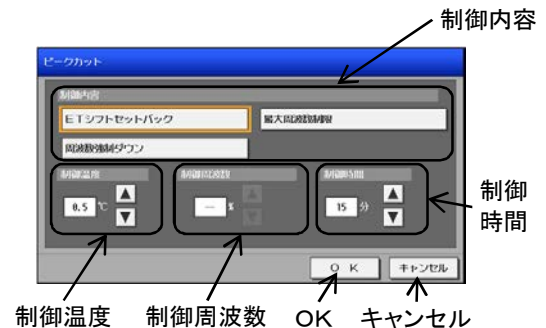 制御内容
ピークカット
制御内容
ETシフトセットバック
最大周波数制限
周波数強制ダウン
制御温度
制御周波数
制御時間
0.5 ℃
— %
15 分
制御
時間
OK
キャンセル
制御温度
制御周波数
OK
キャンセル